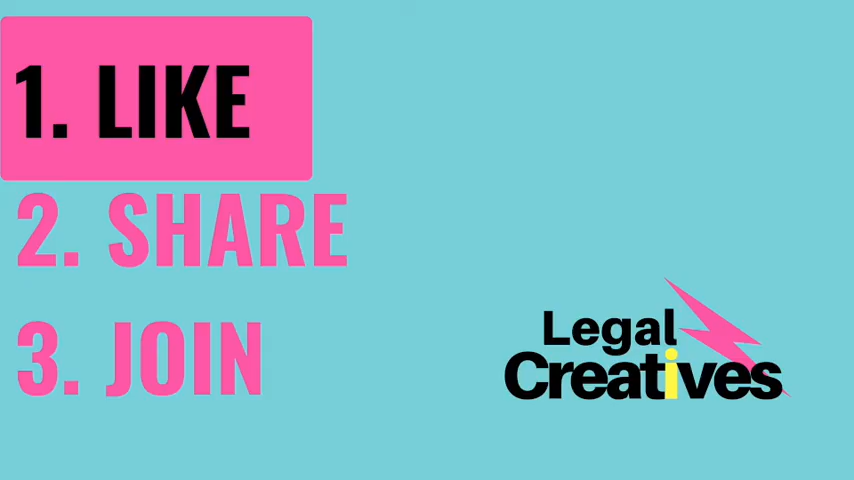 1. LIKE
2. SHARE
3. JOIN
Legal
Creatives